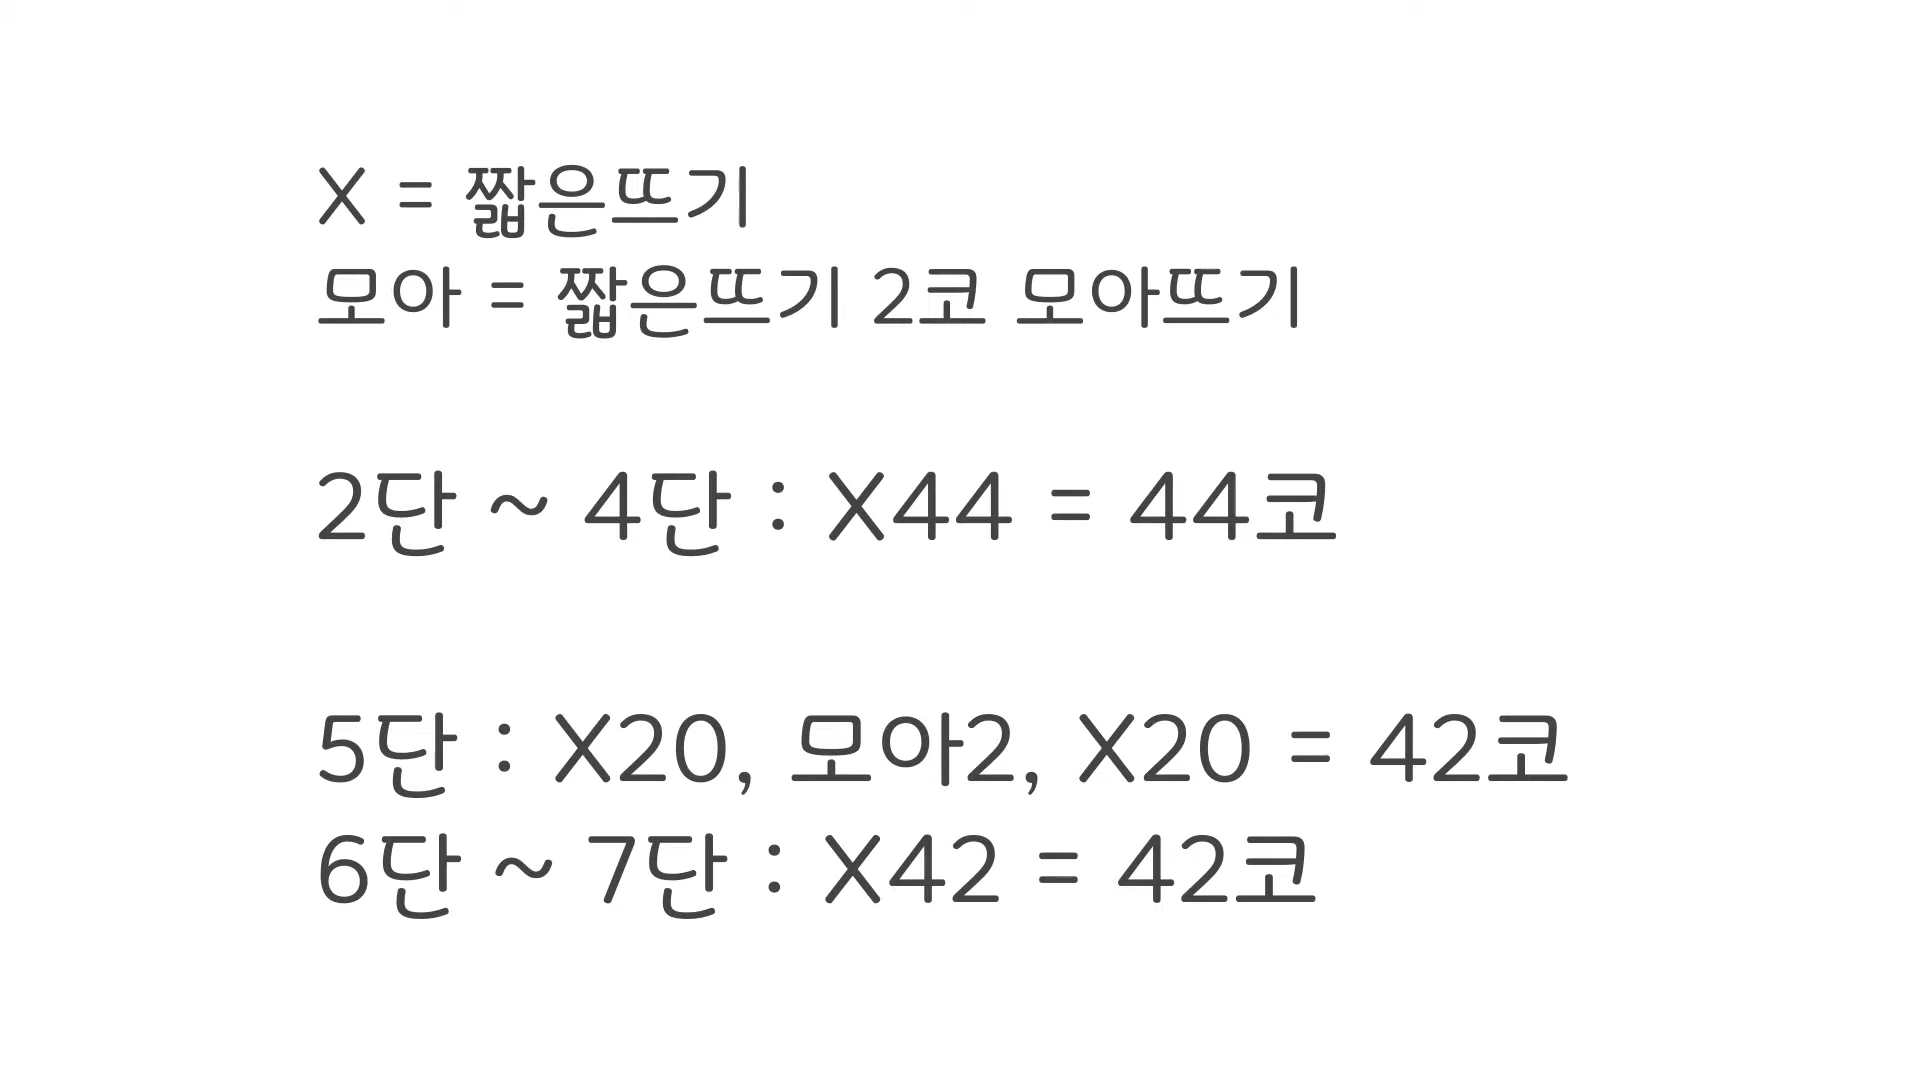 X = 짧은뜨기
모아 = 짧은뜨기 2코 모아뜨기
2단 ~ 4단 : X44 = 44코
5단 : X20, 모아2, X20 = 42코
6단 ~ 7단 : X42 = 42코